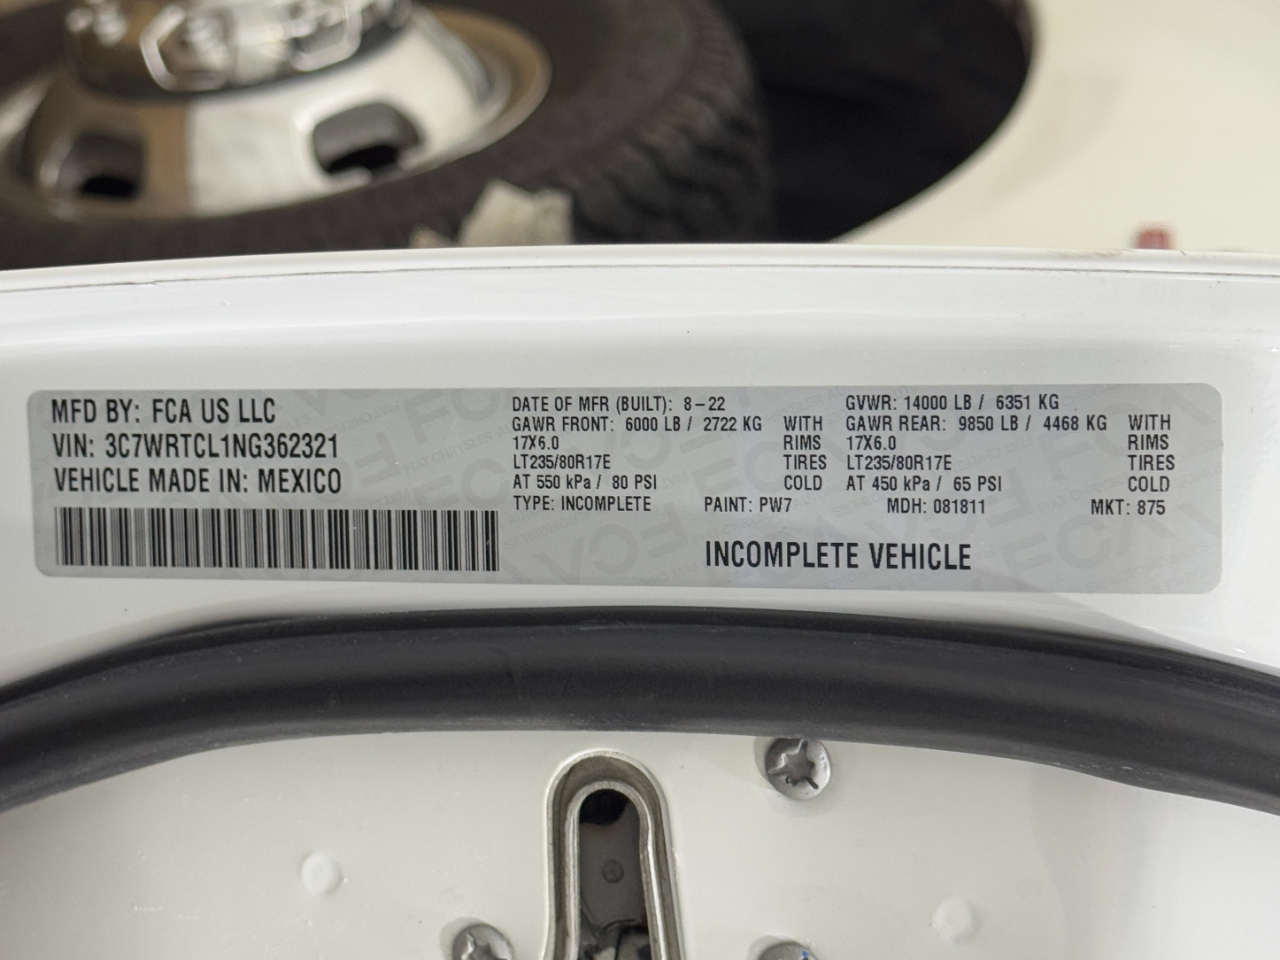 MFD BY: FCA US LLC
VIN: 3C7WRTCL1NG362321
VEHICLE MADE IN: MEXICO
DATE OF MFR (BUILT): 8-22
GAWR FRONT: 6000 LB / 2722 KG WITH
17X6.0 RIMS
LT235/80R17E TIRES
AT 550 kPa / 80 PSI COLD
TYPE: INCOMPLETE
GVWR: 14000 LB / 6351 KG
GAWR REAR: 9850 LB / 4468 KG WITH
17X6.0 RIMS
LT235/80R17E TIRES
AT 450 kPa / 65 PSI COLD
PAINT: PW7 MDH: 081811 MKT: 875
INCOMPLETE VEHICLE